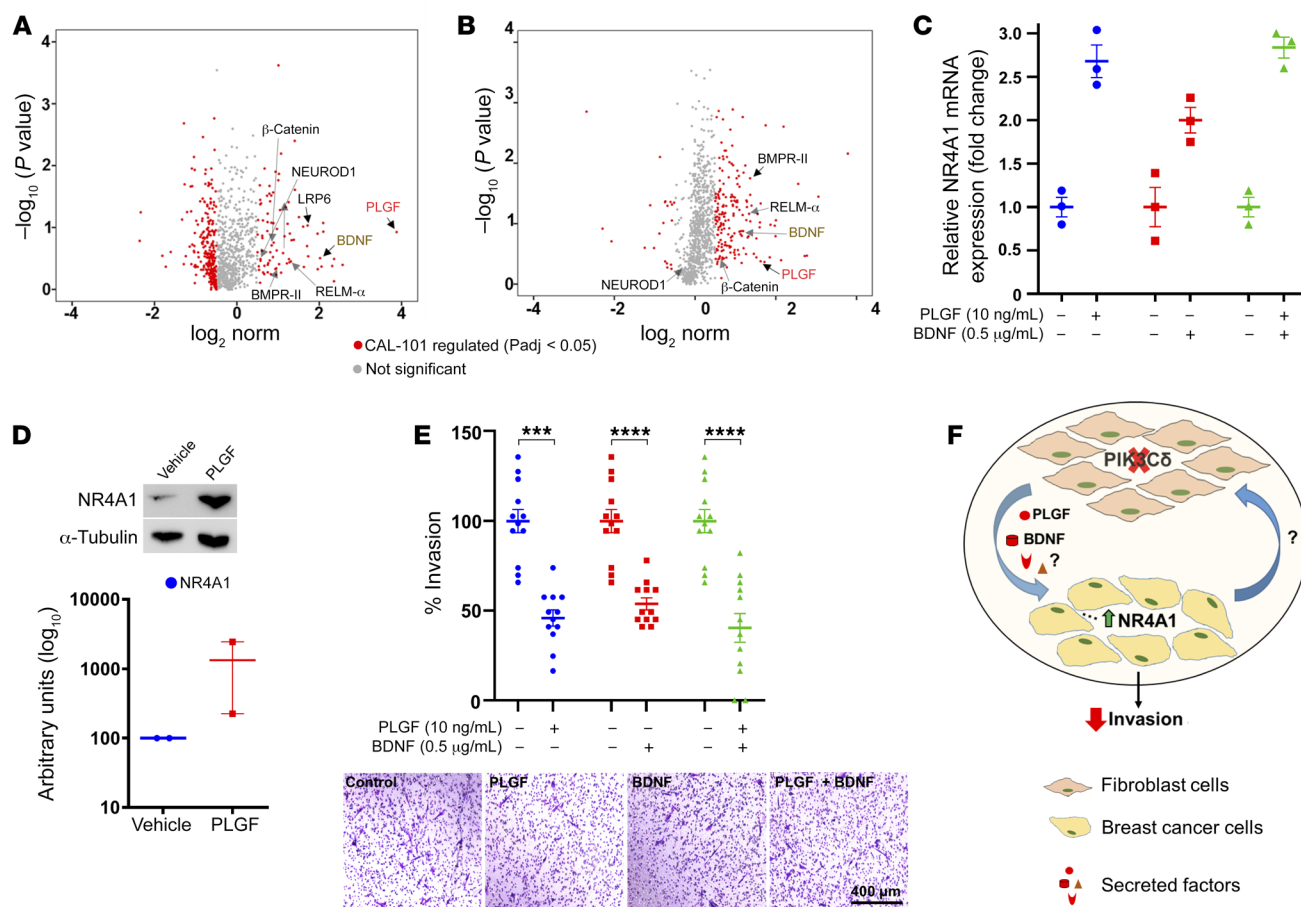 A
4
3
2
1
0
–log10 (P value)
β-Catenin
NEUROD1
LRP6
PLGF
BDNF
BMPR-II
RELM-α
-4
-2
0
2
4
log2 norm
B
4
3
2
1
0
–log10 (P value)
BMPR-II
RELM-α
BDNF
PLGF
NEUROD1
β-Catenin
-4
-2
0
2
4
log2 norm
CAL-101 regulated (Padj < 0.05)
Not significant
C
Relative NR4A1 mRNA
expression (fold change)
3.0
2.5
2.0
1.5
1.0
0.5
0
PLGF (10 ng/mL) – + – – – +
BDNF (0.5 µg/mL) – – – + – +
D
Vehicle
PLGF
NR4A1
α-Tubulin
NR4A1
Arbitrary units (log10)
10000
1000
100
10
Vehicle
PLGF
E
% Invasion
150
100
50
0
***
****
****
PLGF (10 ng/mL) – + – – – +
BDNF (0.5 µg/mL) – – – + – +
Control
PLGF
BDNF
PLGF + BDNF
400 µm
F
PIK3Cδ
PLGF
BDNF
?
?
NR4A1
Invasion
Fibroblast cells
Breast cancer cells
Secreted factors